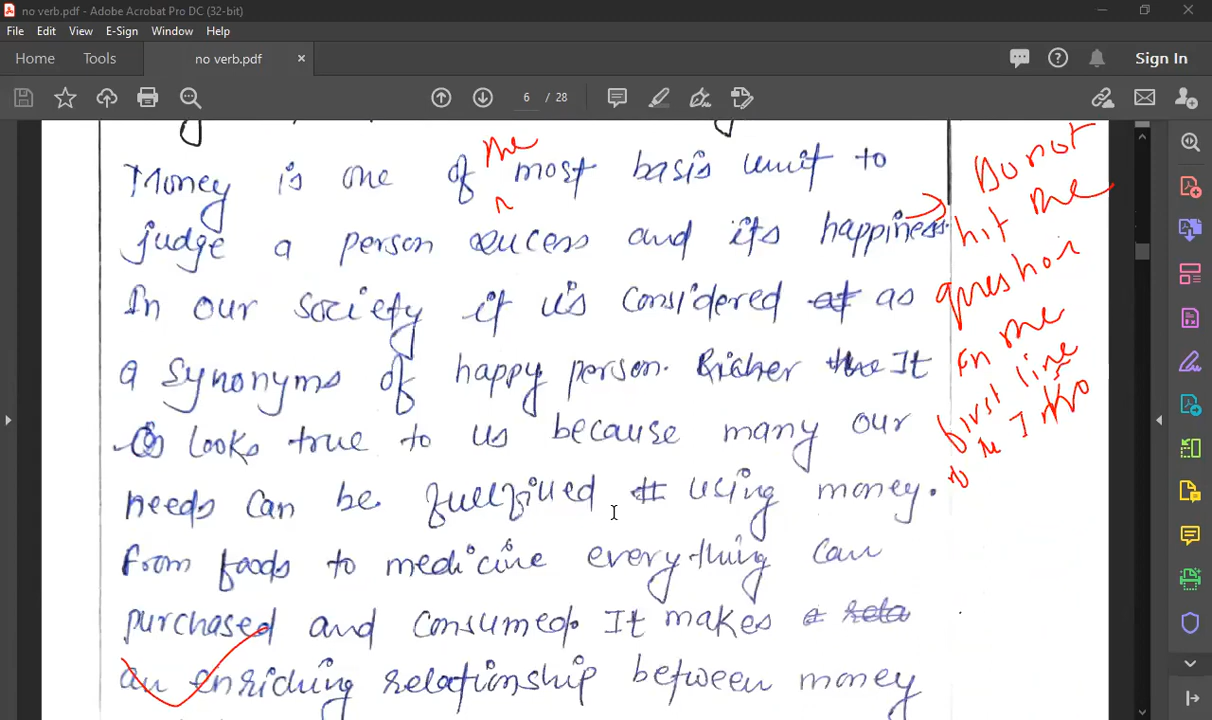 no verb.pdf - Adobe Acrobat Pro DC (32-bit)
File Edit View E-Sign Window Help
Home Tools no verb.pdf × Sign In
6 / 28
Money is one of the most basis unit to
judge a person sucess and its happiness.
In our society it is considered at as
a synonyms of happy person. Richer the It
looks true to us because many our
needs can be fullfilled it using money.
From foods to medicine everything can
purchased and consumed. It makes a rela
an enriching relationship between money
Do not
hit the
question
in the
first line
Intro